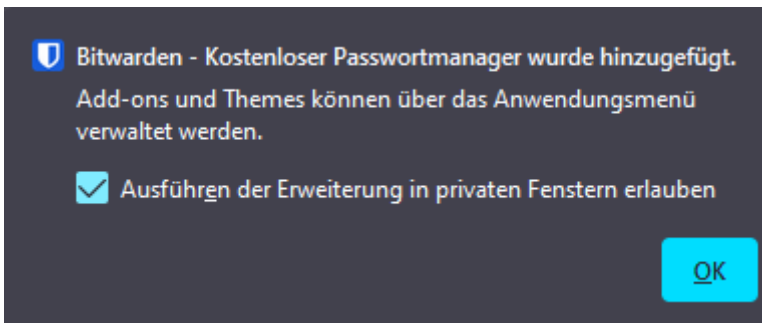 Bitwarden - Kostenloser Passwortmanager wurde hinzugefügt.
Add-ons und Themes können über das Anwendungsmenü
verwaltet werden.
Ausführen der Erweiterung in privaten Fenstern erlauben
OK